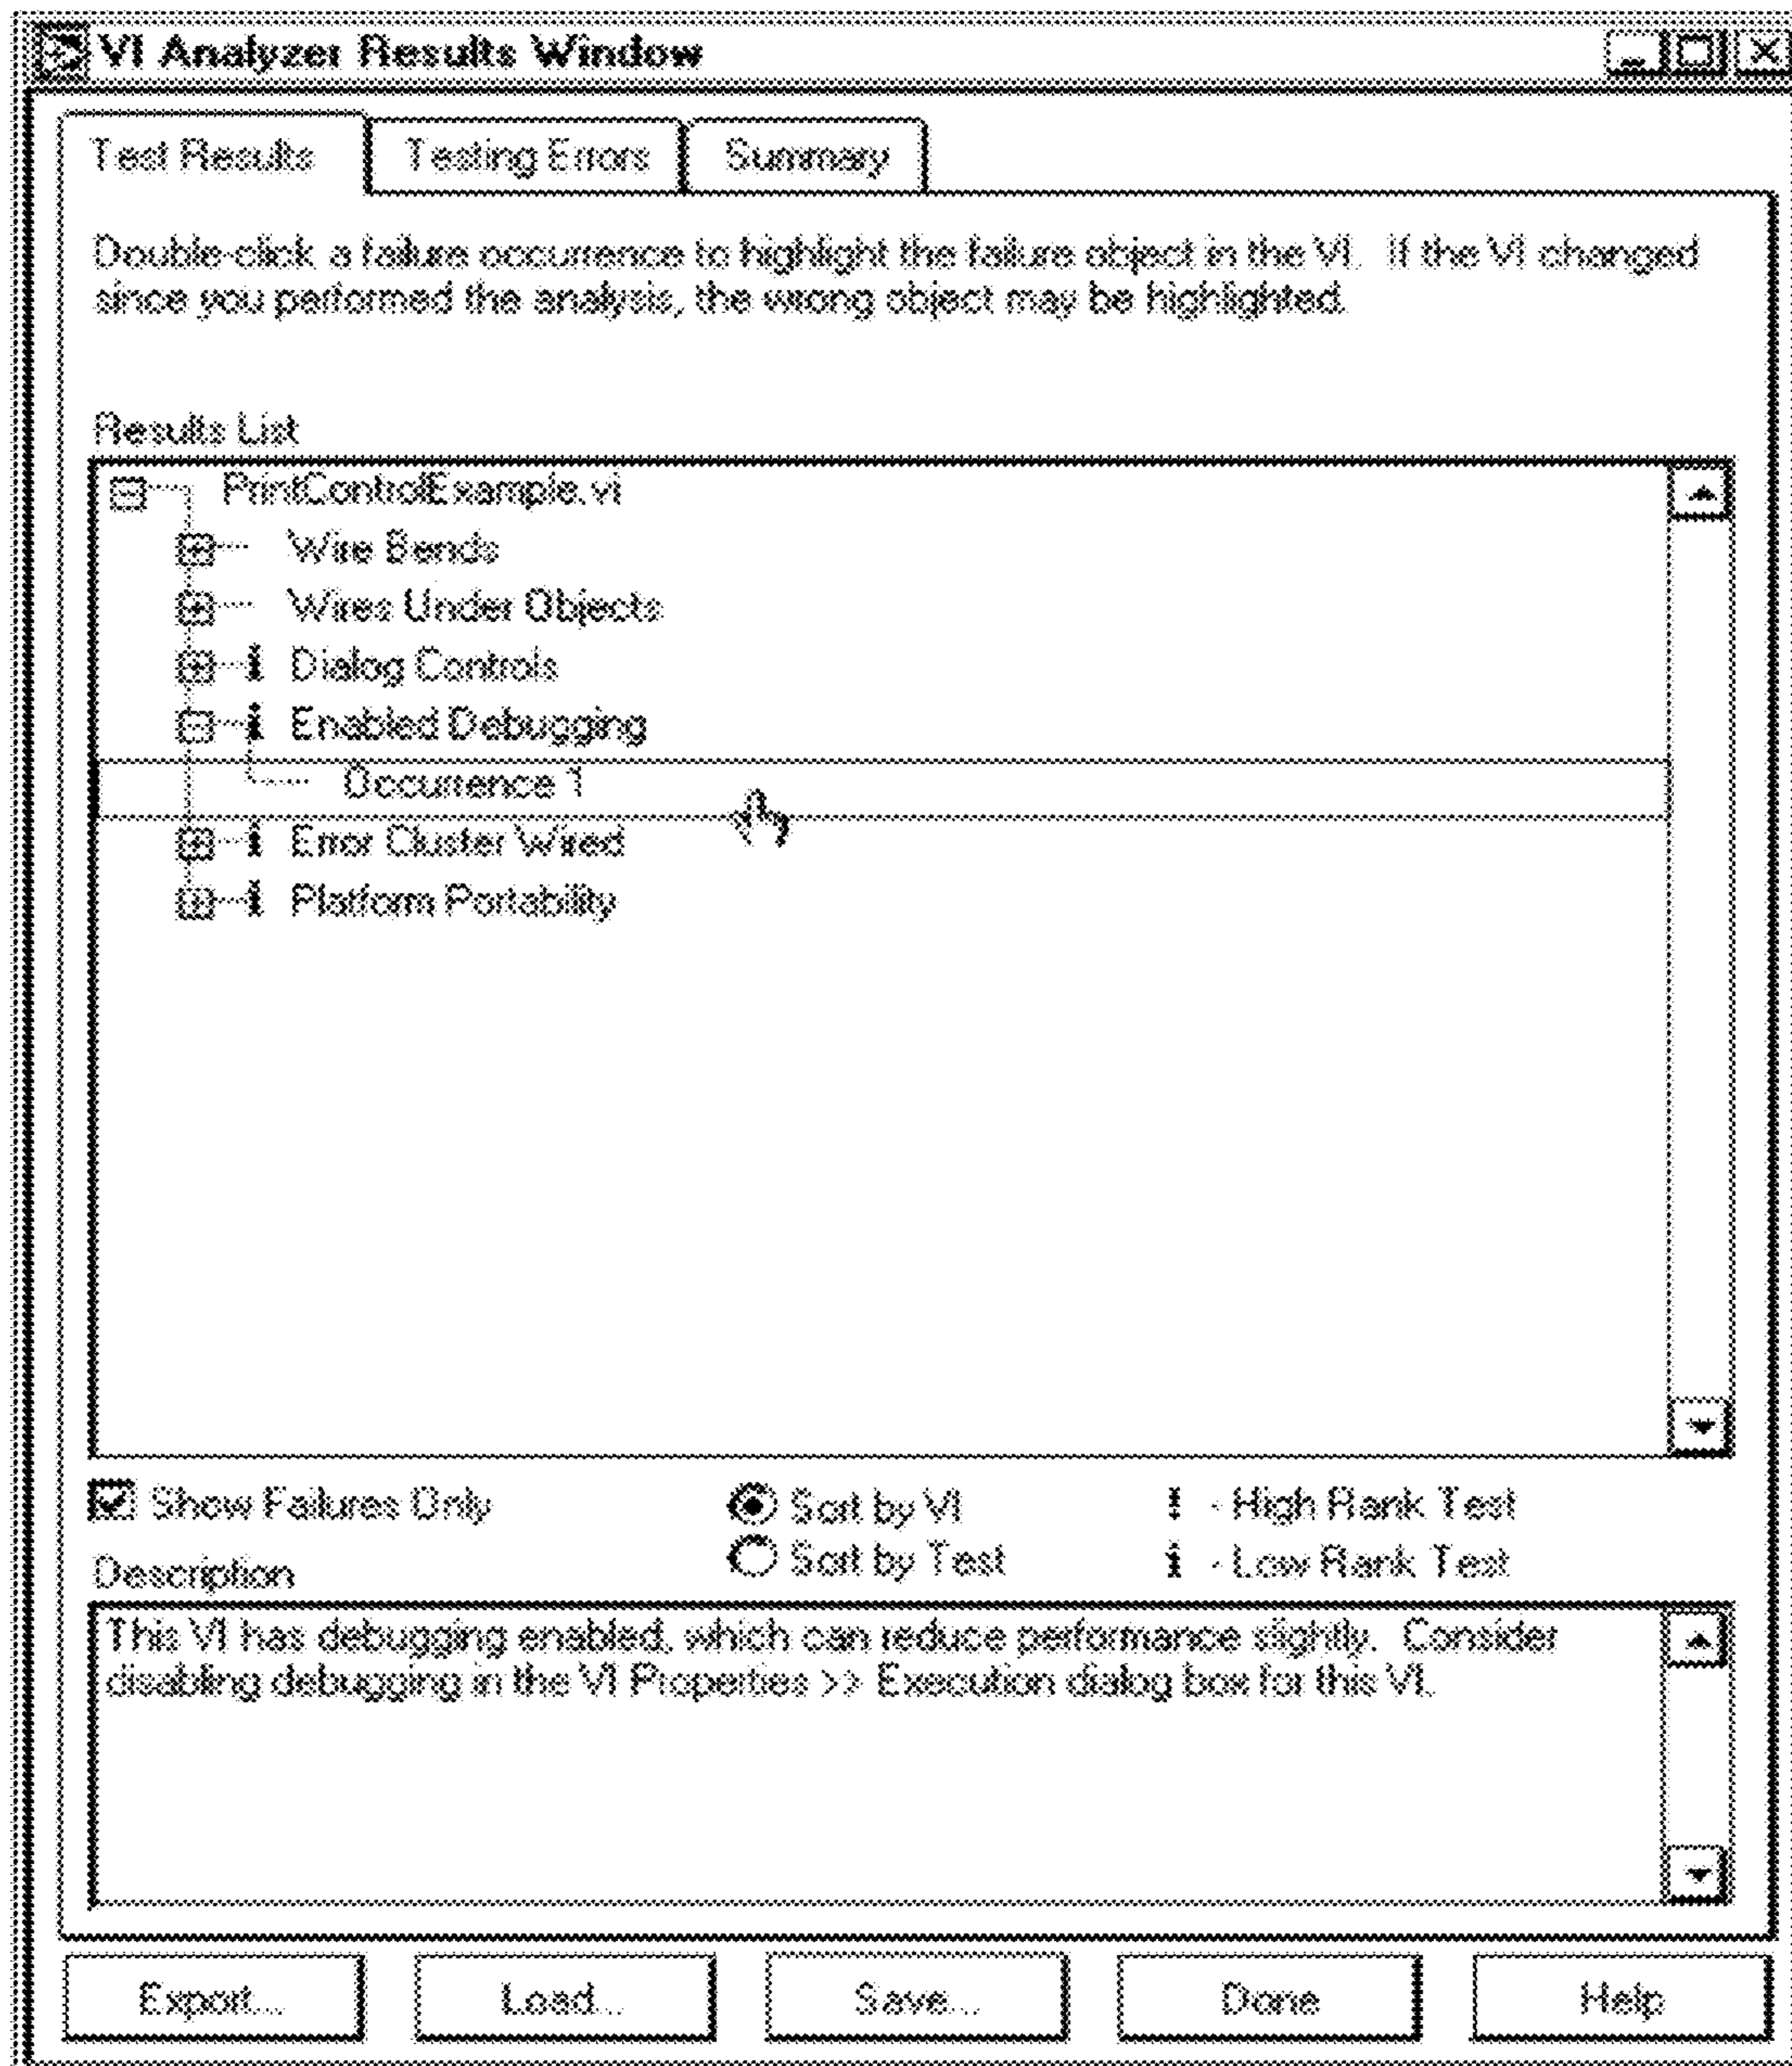 VI Analyzer Results Window
Test Results Testing Errors Summary
Double-click a failure occurrence to highlight the failure object in the VI. If the VI changed
since you performed the analysis, the wrong object may be highlighted.
Results List
PrintControlExample.vi
Wire Bends
Wires Under Objects
i Dialog Controls
i Enabled Debugging
Occurrence 1
i Error Cluster Wired
i Platform Portability
Show Failures Only
Sort by VI
! - High Rank Test
Sort by Test
i - Low Rank Test
Description
This VI has debugging enabled, which can reduce performance slightly. Consider
disabling debugging in the VI Properties >> Execution dialog box for this VI.
Export... Load... Save... Done Help